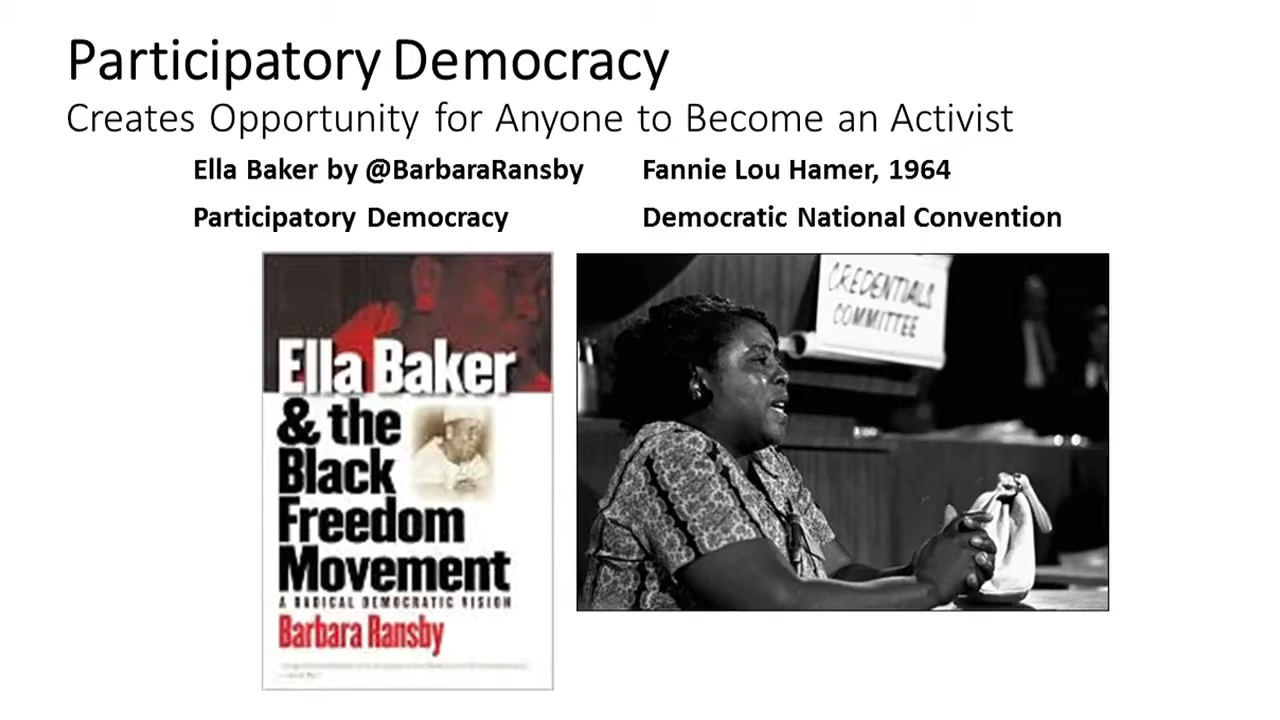 Participatory Democracy
Creates Opportunity for Anyone to Become an Activist
Ella Baker by @BarbaraRansby
Participatory Democracy
Fannie Lou Hamer, 1964
Democratic National Convention
Ella Baker
& the
Black
Freedom
Movement
A RADICAL DEMOCRATIC VISION
Barbara Ransby
CREDENTIALS
COMMITTEE